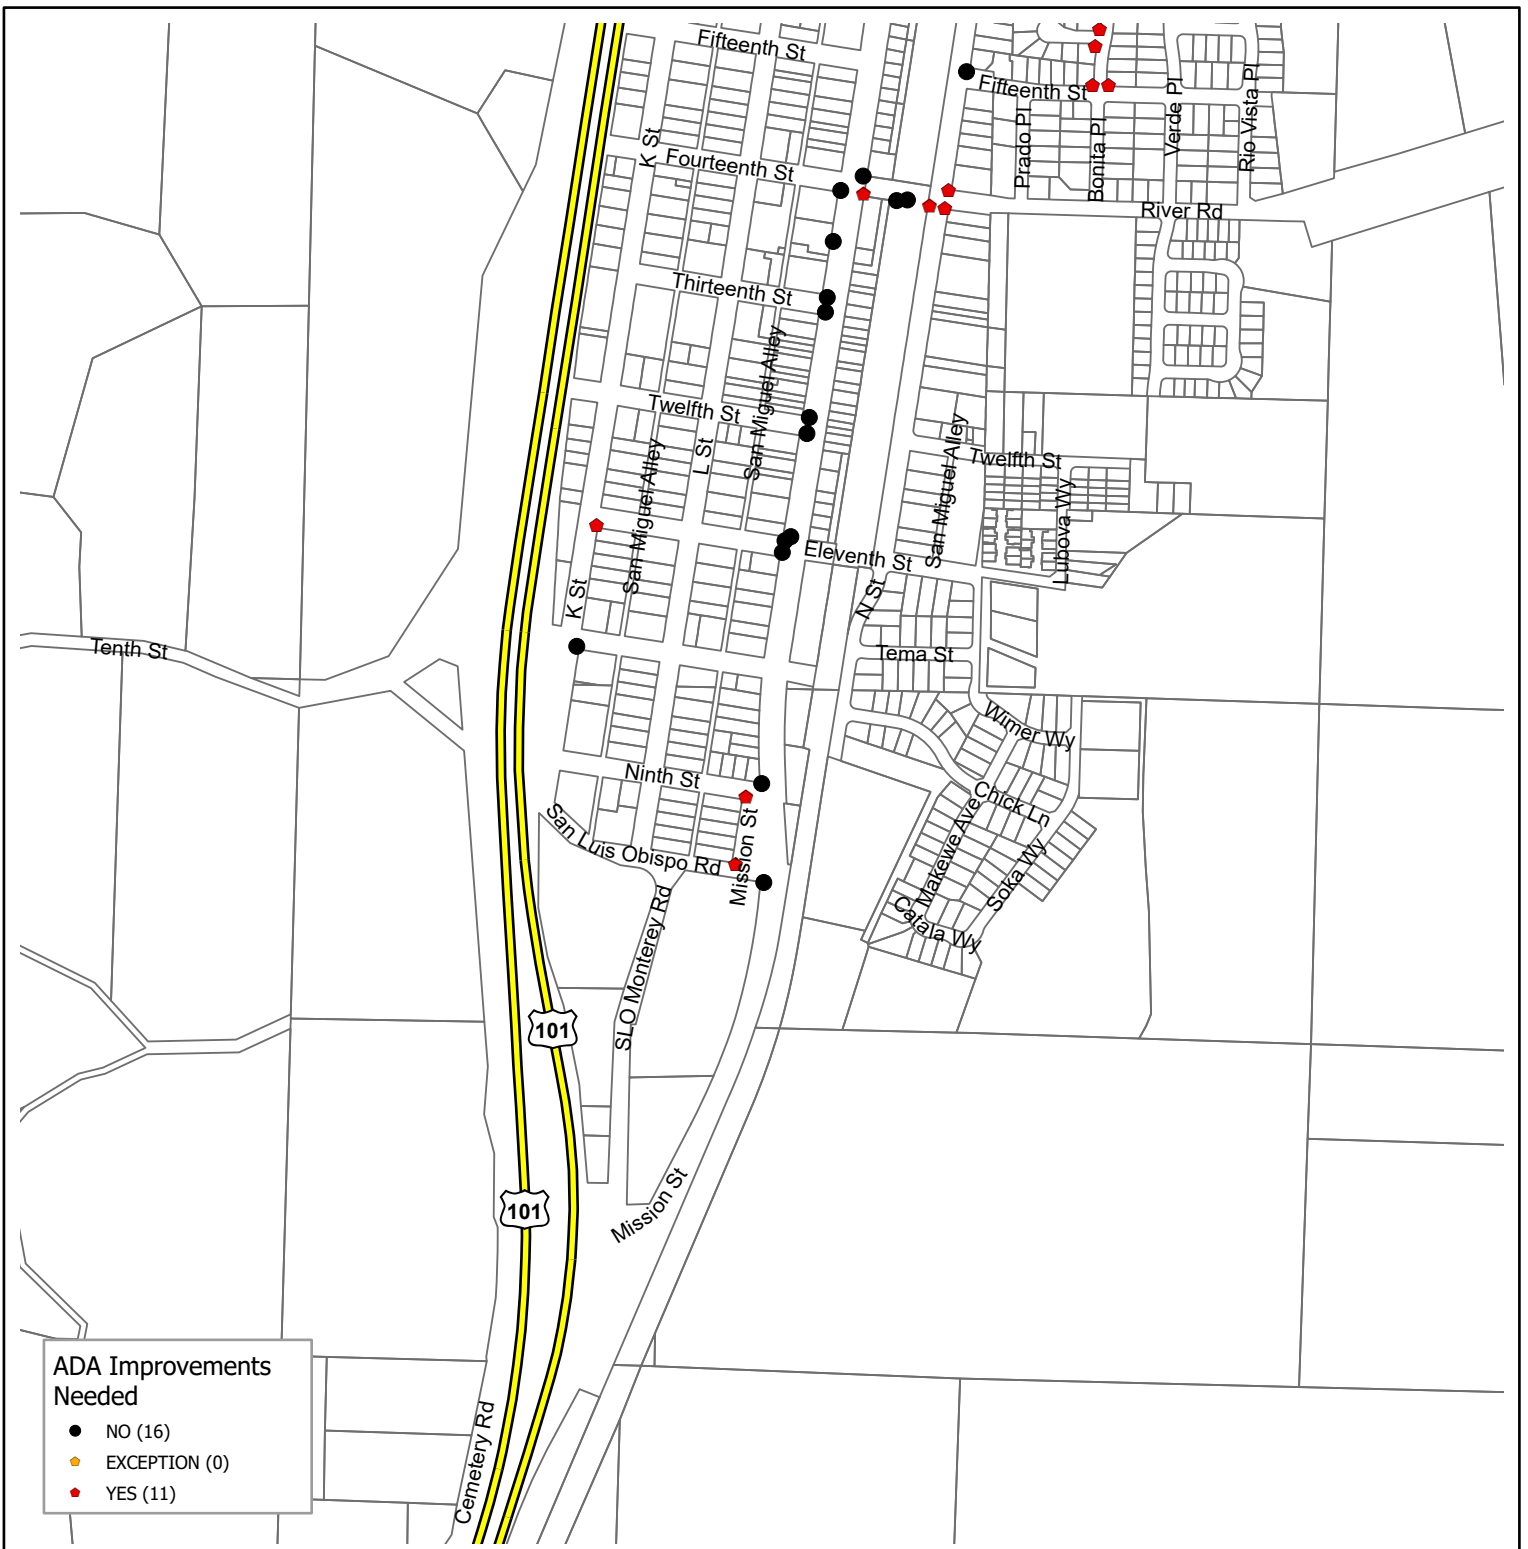 Fifteenth St
Fifteenth St
K St
Fourteenth St
Prado Pl
Bonita Pl
Verde Pl
Rio Vista Pl
River Rd
Thirteenth St
San Miguel Alley
Twelfth St
L St
San Miguel Alley
San Miguel Alley
Twelfth St
Lubova Wy
Eleventh St
K St
N St
Tenth St
Tema St
Wimer Wy
Ninth St
Chick Ln
San Luis Obispo Rd
Mission St
Makewe Ave
Soka Wy
Catala Wy
SLO Monterey Rd
101
Mission St
101
Cemetery Rd
ADA Improvements
Needed
NO (16)
EXCEPTION (0)
YES (11)